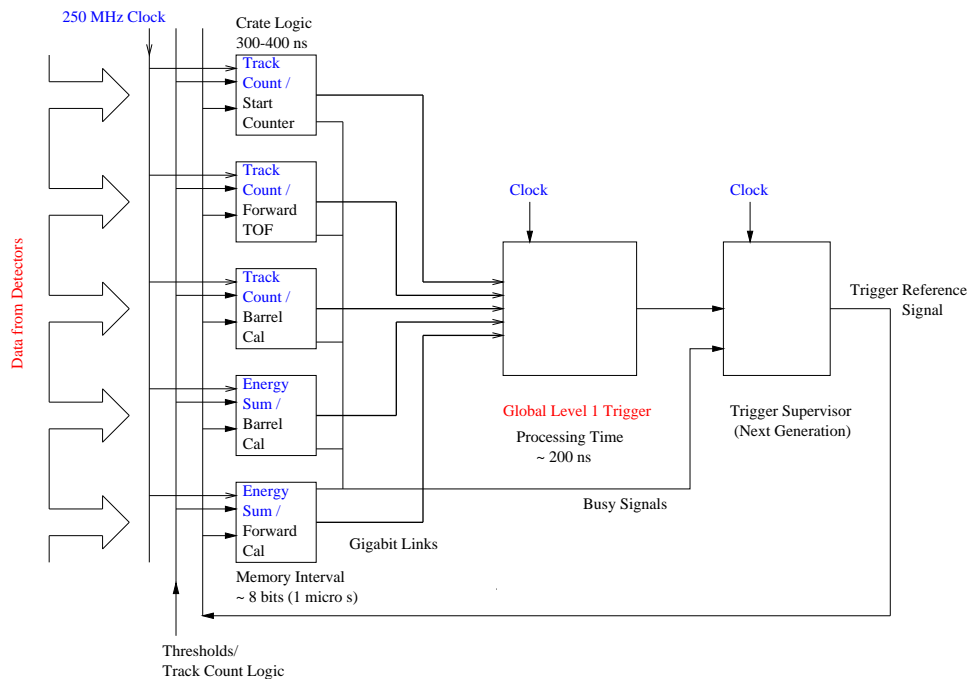 250 MHz Clock
Crate Logic
300-400 ns
Track
Count /
Start
Counter
Track
Count /
Forward
TOF
Track
Count /
Barrel
Cal
Energy
Sum /
Barrel
Cal
Energy
Sum /
Forward
Cal
Data from Detectors
Memory Interval
~ 8 bits (1 micro s)
Thresholds/
Track Count Logic
Gigabit Links
Clock
Global Level 1 Trigger
Processing Time
~ 200 ns
Busy Signals
Clock
Trigger Supervisor
(Next Generation)
Trigger Reference
Signal